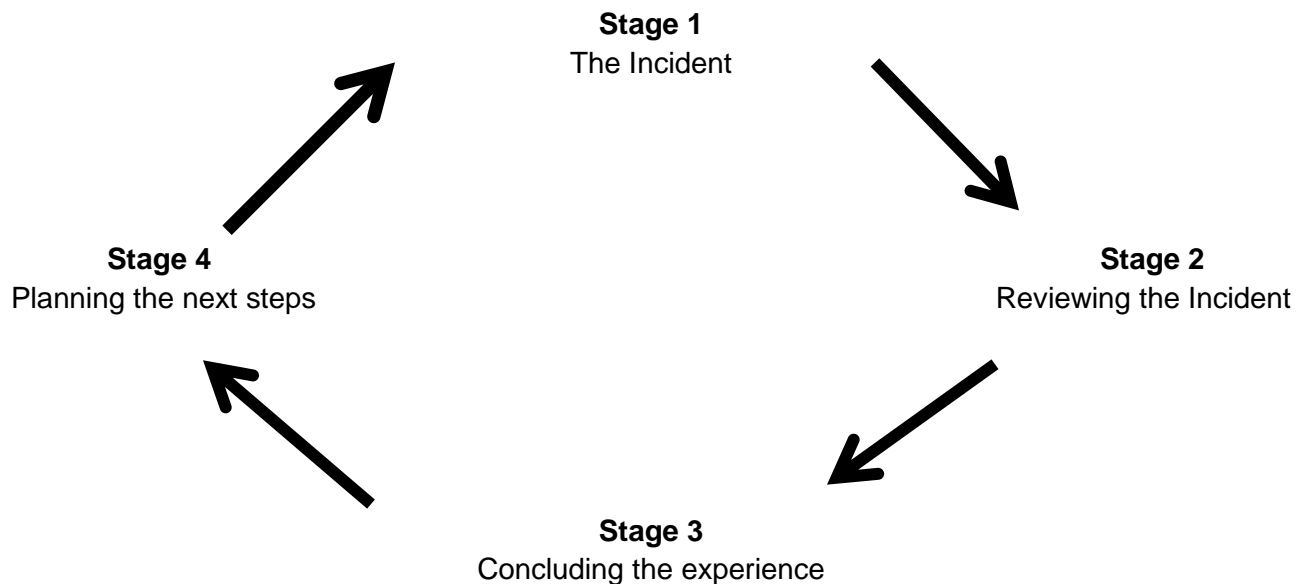 Stage 1
The Incident
Stage 4
Planning the next steps
Stage 2
Reviewing the Incident
Stage 3
Concluding the experience